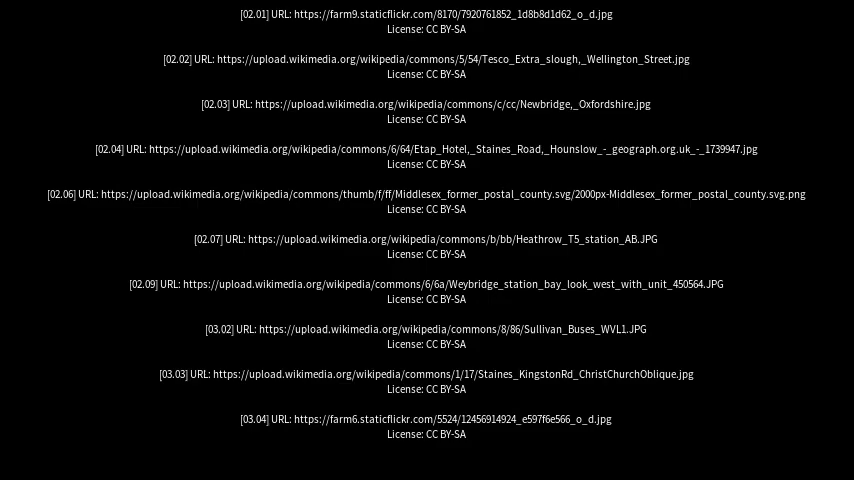 [02.01] URL: https://farm9.staticflickr.com/8170/7920761852_1d8b8d1d62_o_d.jpg
License: CC BY-SA
[02.02] URL: https://upload.wikimedia.org/wikipedia/commons/5/54/Tesco_Extra_slough,_Wellington_Street.jpg
License: CC BY-SA
[02.03] URL: https://upload.wikimedia.org/wikipedia/commons/c/cc/Newbridge,_Oxfordshire.jpg
License: CC BY-SA
[02.04] URL: https://upload.wikimedia.org/wikipedia/commons/6/64/Etap_Hotel,_Staines_Road,_Hounslow_-_geograph.org.uk_-_1739947.jpg
License: CC BY-SA
[02.06] URL: https://upload.wikimedia.org/wikipedia/commons/thumb/f/ff/Middlesex_former_postal_county.svg/2000px-Middlesex_former_postal_county.svg.png
License: CC BY-SA
[02.07] URL: https://upload.wikimedia.org/wikipedia/commons/b/bb/Heathrow_T5_station_AB.JPG
License: CC BY-SA
[02.09] URL: https://upload.wikimedia.org/wikipedia/commons/6/6a/Weybridge_station_bay_look_west_with_unit_450564.JPG
License: CC BY-SA
[03.02] URL: https://upload.wikimedia.org/wikipedia/commons/8/86/Sullivan_Buses_WVL1.JPG
License: CC BY-SA
[03.03] URL: https://upload.wikimedia.org/wikipedia/commons/1/17/Staines_KingstonRd_ChristChurchOblique.jpg
License: CC BY-SA
[03.04] URL: https://farm6.staticflickr.com/5524/12456914924_e597f6e566_o_d.jpg
License: CC BY-SA